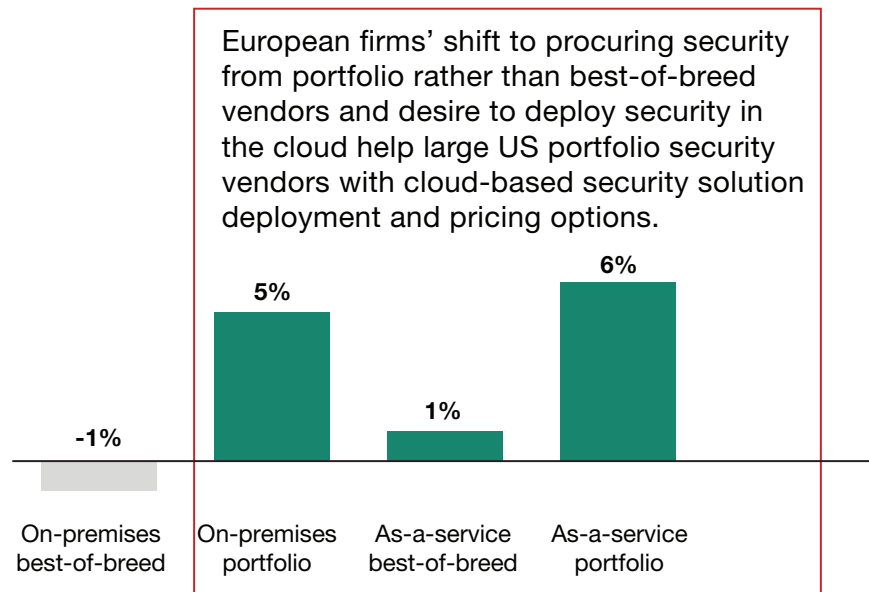 European firms’ shift to procuring security
from portfolio rather than best-of-breed
vendors and desire to deploy security in
the cloud help large US portfolio security
vendors with cloud-based security solution
deployment and pricing options.
-1%
5%
1%
6%
On-premises
best-of-breed
On-premises
portfolio
As-a-service
best-of-breed
As-a-service
portfolio